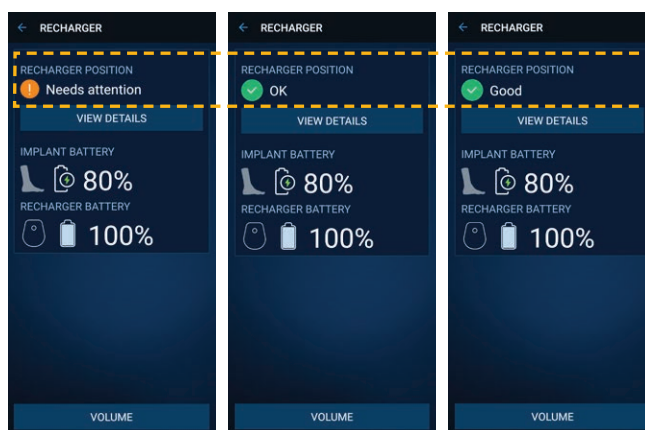 RECHARGER
RECHARGER POSITION
Needs attention
VIEW DETAILS
IMPLANT BATTERY
80%
RECHARGER BATTERY
100%
VOLUME
RECHARGER
RECHARGER POSITION
OK
VIEW DETAILS
IMPLANT BATTERY
80%
RECHARGER BATTERY
100%
VOLUME
RECHARGER
RECHARGER POSITION
Good
VIEW DETAILS
IMPLANT BATTERY
80%
RECHARGER BATTERY
100%
VOLUME